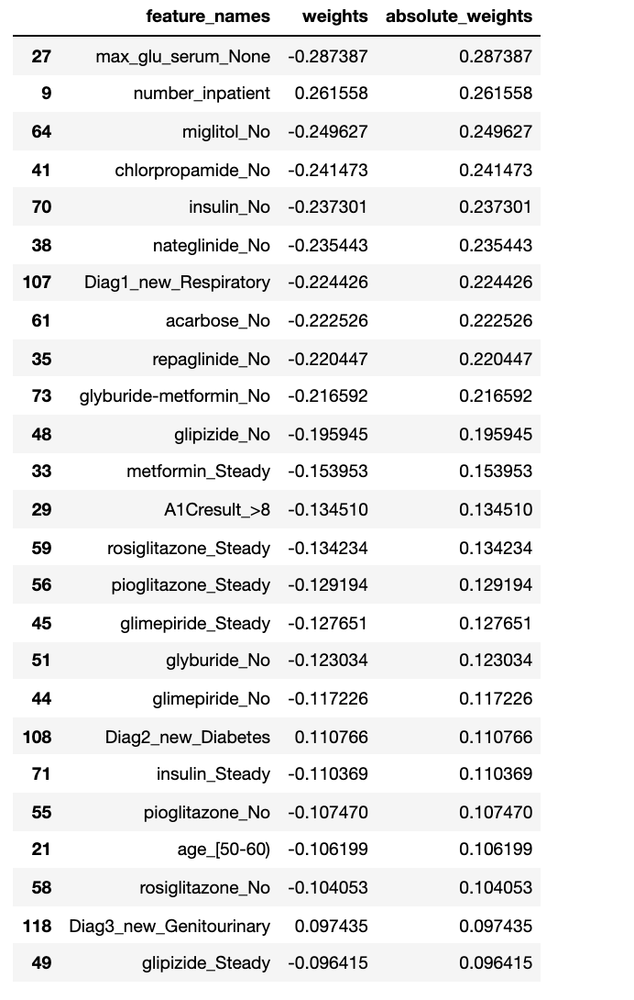 feature_names weights absolute_weights
27 max_glu_serum_None -0.287387 0.287387
9 number_inpatient 0.261558 0.261558
64 miglitol_No -0.249627 0.249627
41 chlorpropamide_No -0.241473 0.241473
70 insulin_No -0.237301 0.237301
38 nateglinide_No -0.235443 0.235443
107 Diag1_new_Respiratory -0.224426 0.224426
61 acarbose_No -0.222526 0.222526
35 repaglinide_No -0.220447 0.220447
73 glyburide-metformin_No -0.216592 0.216592
48 glipizide_No -0.195945 0.195945
33 metformin_Steady -0.153953 0.153953
29 A1Cresult_>8 -0.134510 0.134510
59 rosiglitazone_Steady -0.134234 0.134234
56 pioglitazone_Steady -0.129194 0.129194
45 glimepiride_Steady -0.127651 0.127651
51 glyburide_No -0.123034 0.123034
44 glimepiride_No -0.117226 0.117226
108 Diag2_new_Diabetes 0.110766 0.110766
71 insulin_Steady -0.110369 0.110369
55 pioglitazone_No -0.107470 0.107470
21 age_[50-60) -0.106199 0.106199
58 rosiglitazone_No -0.104053 0.104053
118 Diag3_new_Genitourinary 0.097435 0.097435
49 glipizide_Steady -0.096415 0.096415